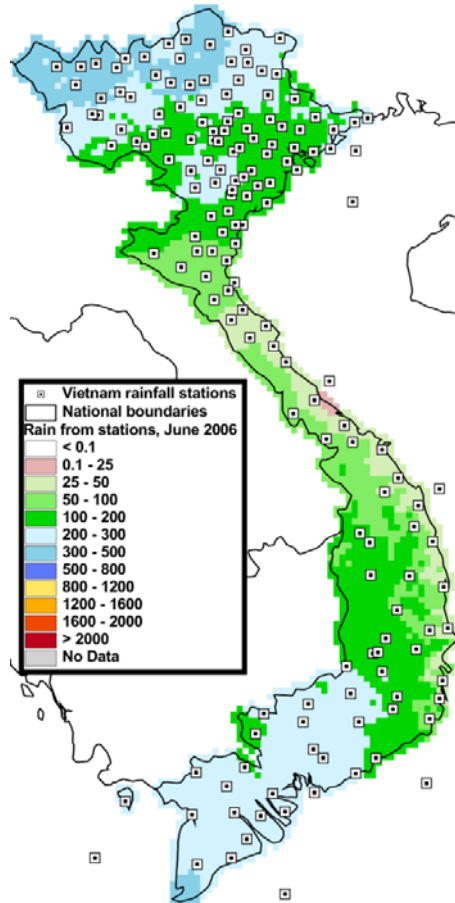 Vietnam rainfall stations
National boundaries
Rain from stations, June 2006
< 0.1
0.1 - 25
25 - 50
50 - 100
100 - 200
200 - 300
300 - 500
500 - 800
800 - 1200
1200 - 1600
1600 - 2000
> 2000
No Data